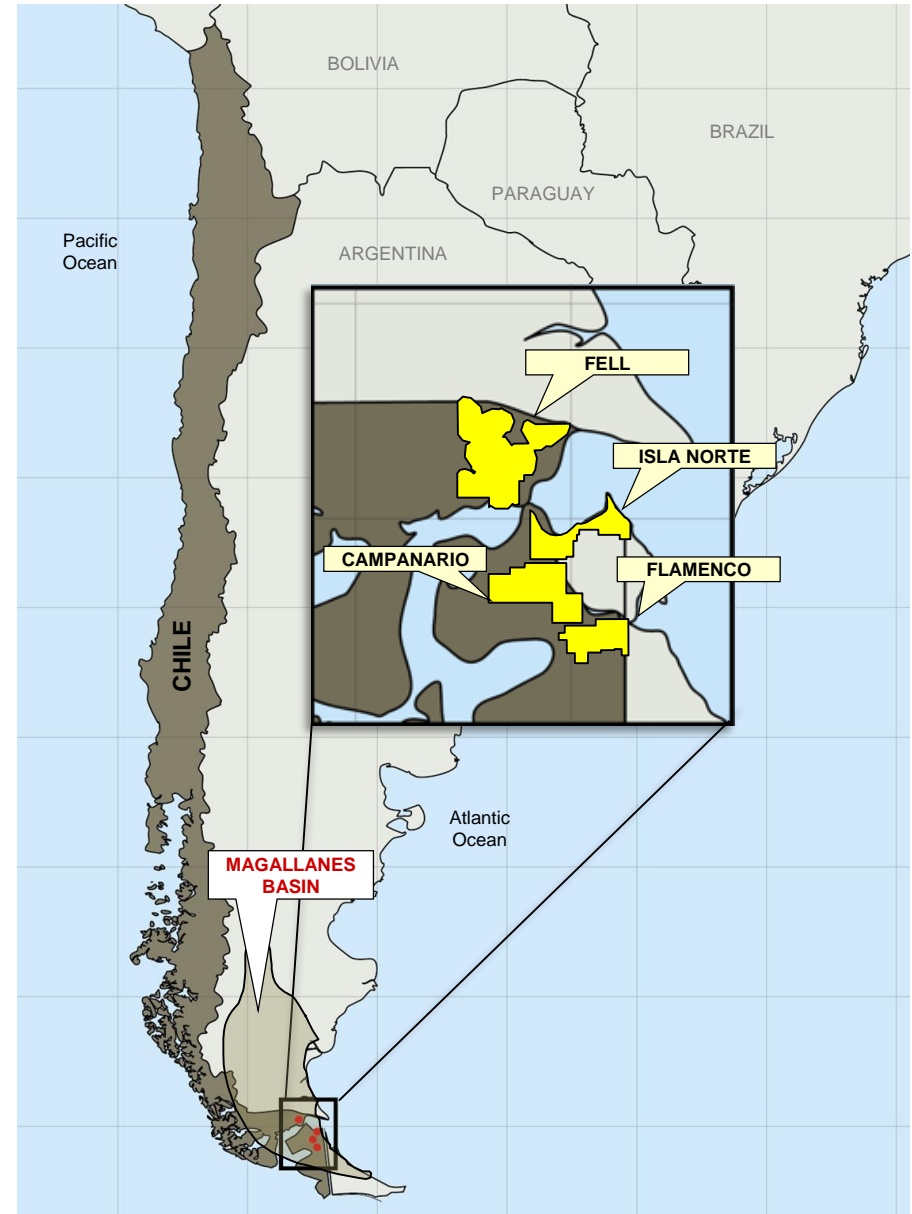 BOLIVIA
BRAZIL
PARAGUAY
Pacific
Ocean
ARGENTINA
FELL
ISLA NORTE
CAMPANARIO
FLAMENCO
CHILE
Atlantic
Ocean
MAGALLANES
BASIN